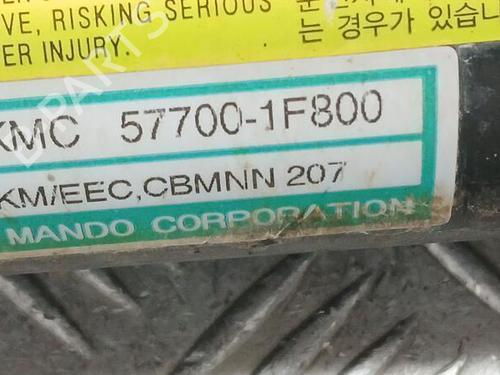 VE, RISKING SERIOUS
ER INJURY.
는 경우가 있습니
KMC 57700-1F800
KM/EEC,CBMNN 207
MANDO CORPORATION